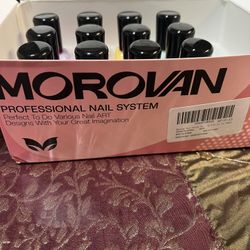 MOROVAN
PROFESSIONAL NAIL SYSTEM
Perfect To Do Various Nail ART
Designs With Your Great Imagination